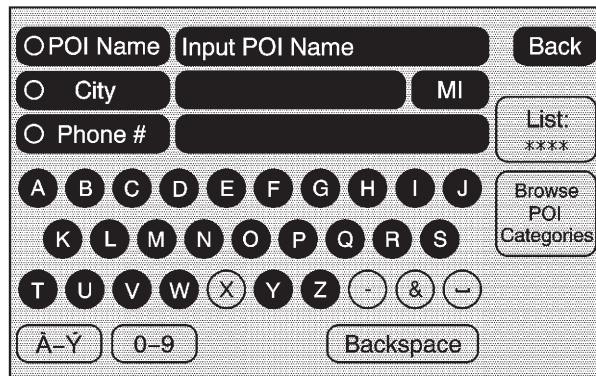 POI Name Input POI Name Back
City MI
Phone #
List:
****
A B C D E F G H I J
Browse
POI
Categories
K L M N O P Q R S
T U V W X Y Z - & ⎵
À–Ý 0–9 Backspace